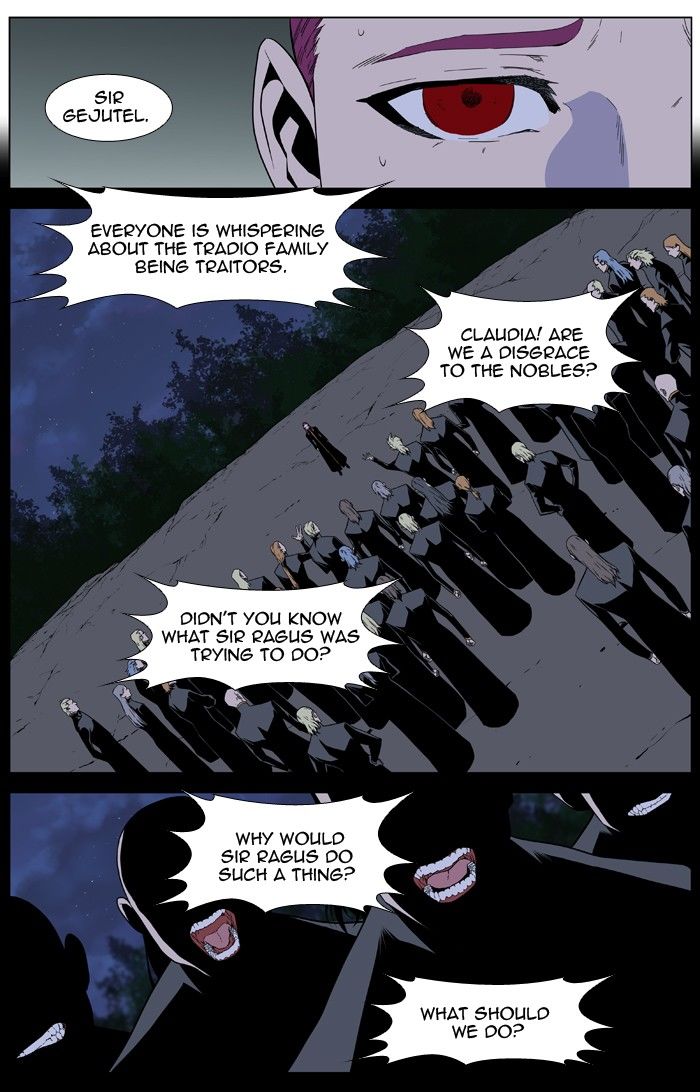 SIR
GEJUTEL.
EVERYONE IS WHISPERING
ABOUT THE TRADIO FAMILY
BEING TRAITORS.
CLAUDIA! ARE
WE A DISGRACE
TO THE NOBLES?
DIDN'T YOU KNOW
WHAT SIR RAGUS WAS
TRYING TO DO?
WHY WOULD
SIR RAGUS DO
SUCH A THING?
WHAT SHOULD
WE DO?